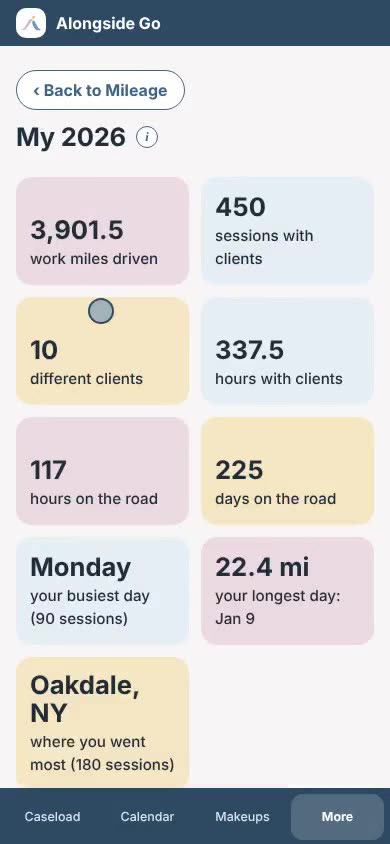 Alongside Go
‹ Back to Mileage
My 2026 i
3,901.5
work miles driven
450
sessions with
clients
10
different clients
337.5
hours with clients
117
hours on the road
225
days on the road
Monday
your busiest day
(90 sessions)
22.4 mi
your longest day:
Jan 9
Oakdale,
NY
where you went
most (180 sessions)
Caseload Calendar Makeups More